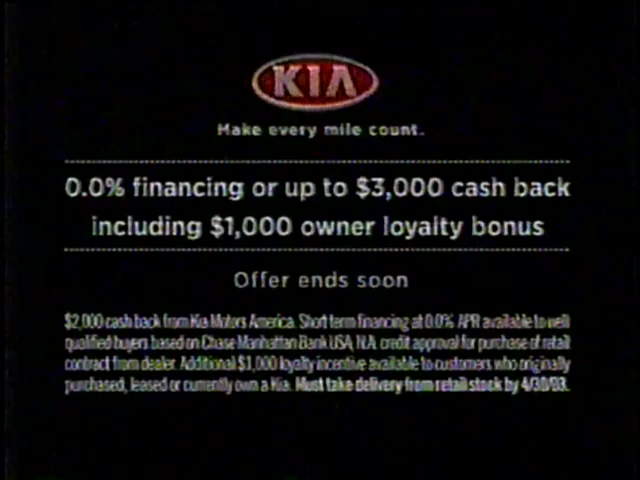 KIA
Make every mile count.
0.0% financing or up to $3,000 cash back
including $1,000 owner loyalty bonus
Offer ends soon
$2,000 cash back from Kia Motors America. Short term financing at 0.0% APR available to well
qualified buyers based on Chase Manhattan Bank USA, N.A. credit approval for purchase of retail
contract from dealer. Additional $1,000 loyalty incentive available to customers who originally
purchased, leased or currently own a Kia. Must take delivery from retail stock by 4/30/03.